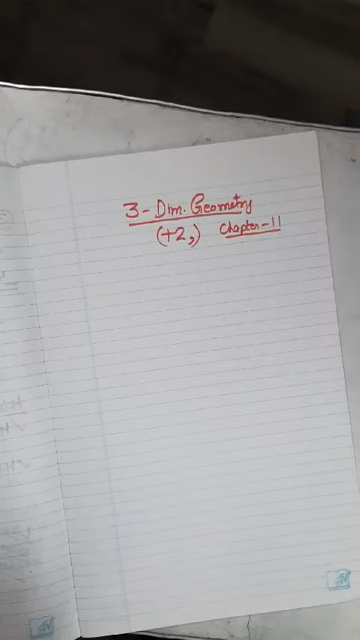 3 - Dim. Geometry
(+2,) Chapter - 11